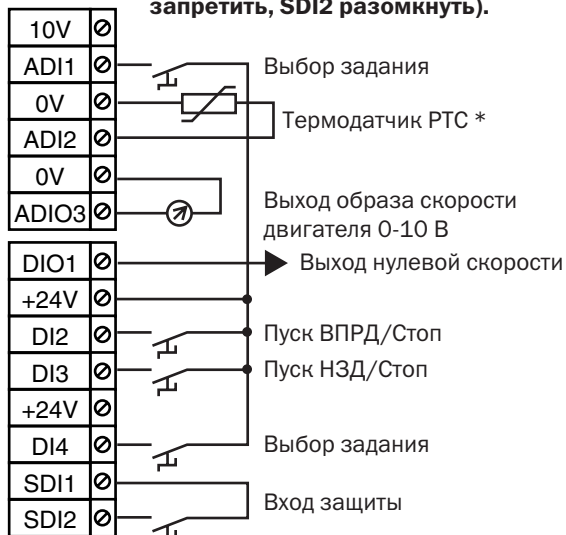 запретить, SDI2 разомкнуть).
10V
ADI1 Выбор задания
0V
Термодатчик PTC *
ADI2
0V
Выход образа скорости
ADIO3
двигателя 0-10 В
DIO1 Выход нулевой скорости
+24V
DI2 Пуск ВПРД/Стоп
DI3 Пуск НЗД/Стоп
+24V
DI4 Выбор задания
SDI1
Вход защиты
SDI2